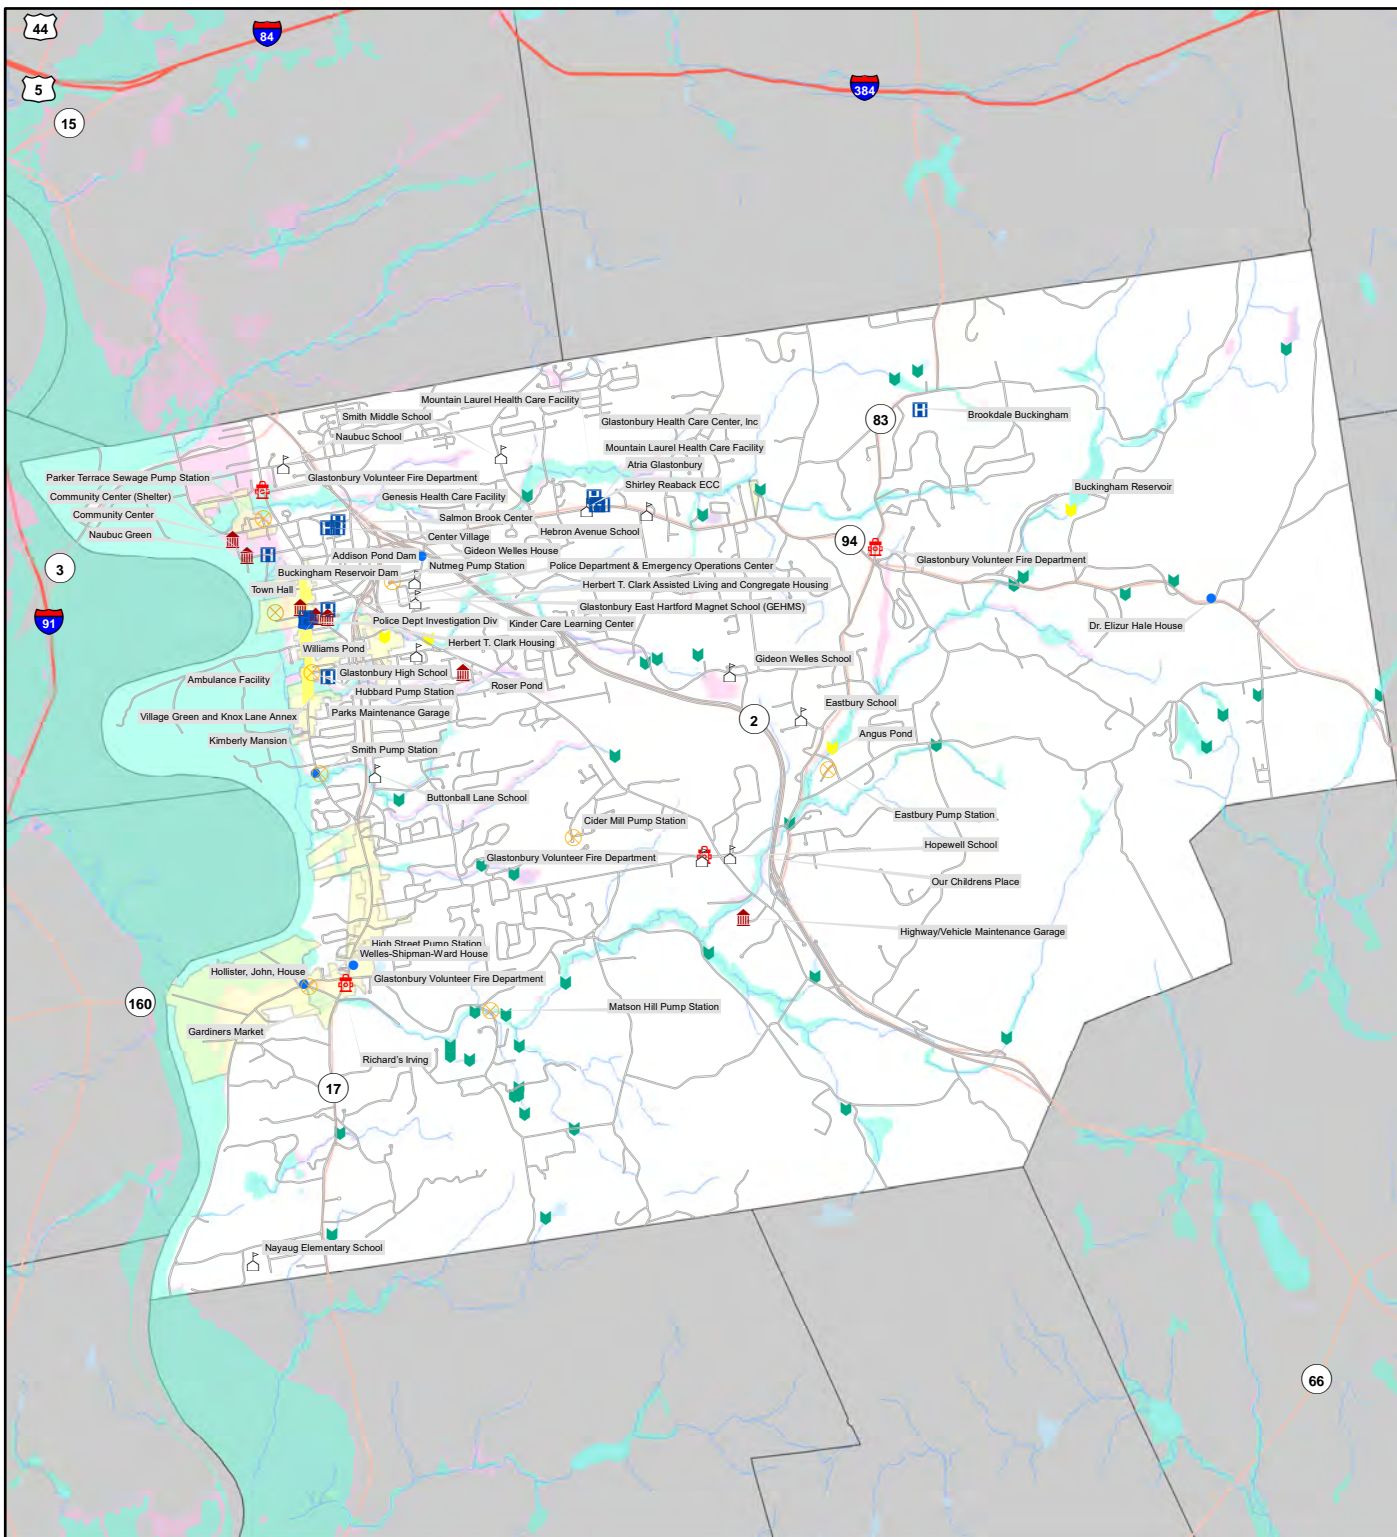 44
84
5
384
15
Mountain Laurel Health Care Facility
Smith Middle School
Glastonbury Health Care Center, Inc
Brookdale Buckingham
83
Naubuc School
Mountain Laurel Health Care Facility
Atria Glastonbury
Parker Terrace Sewage Pump Station
Glastonbury Volunteer Fire Department
Shirley Reaback ECC
Buckingham Reservoir
Community Center (Shelter)
Genesis Health Care Facility
Community Center
Salmon Brook Center
Naubuc Green
Center Village
Hebron Avenue School
94
Gideon Welles House
Addison Pond Dam
Nutmeg Pump Station
Police Department & Emergency Operations Center
Glastonbury Volunteer Fire Department
3
Buckingham Reservoir Dam
Herbert T. Clark Assisted Living and Congregate Housing
Town Hall
Glastonbury East Hartford Magnet School (GEHMS)
91
Police Dept Investigation Div
Kinder Care Learning Center
Dr. Elizur Hale House
Williams Pond
Herbert T. Clark Housing
Gideon Welles School
Ambulance Facility
Glastonbury High School
Roser Pond
Hubbard Pump Station
Eastbury School
Village Green and Knox Lane Annex
Parks Maintenance Garage
2
Angus Pond
Kimberly Mansion
Smith Pump Station
Buttonball Lane School
Eastbury Pump Station
Cider Mill Pump Station
Hopewell School
Glastonbury Volunteer Fire Department
Our Childrens Place
Highway/Vehicle Maintenance Garage
High Street Pump Station
Welles-Shipman-Ward House
Hollister, John, House
Glastonbury Volunteer Fire Department
160
Matson Hill Pump Station
Gardiners Market
Richard's Irving
17
Nayaug Elementary School
66